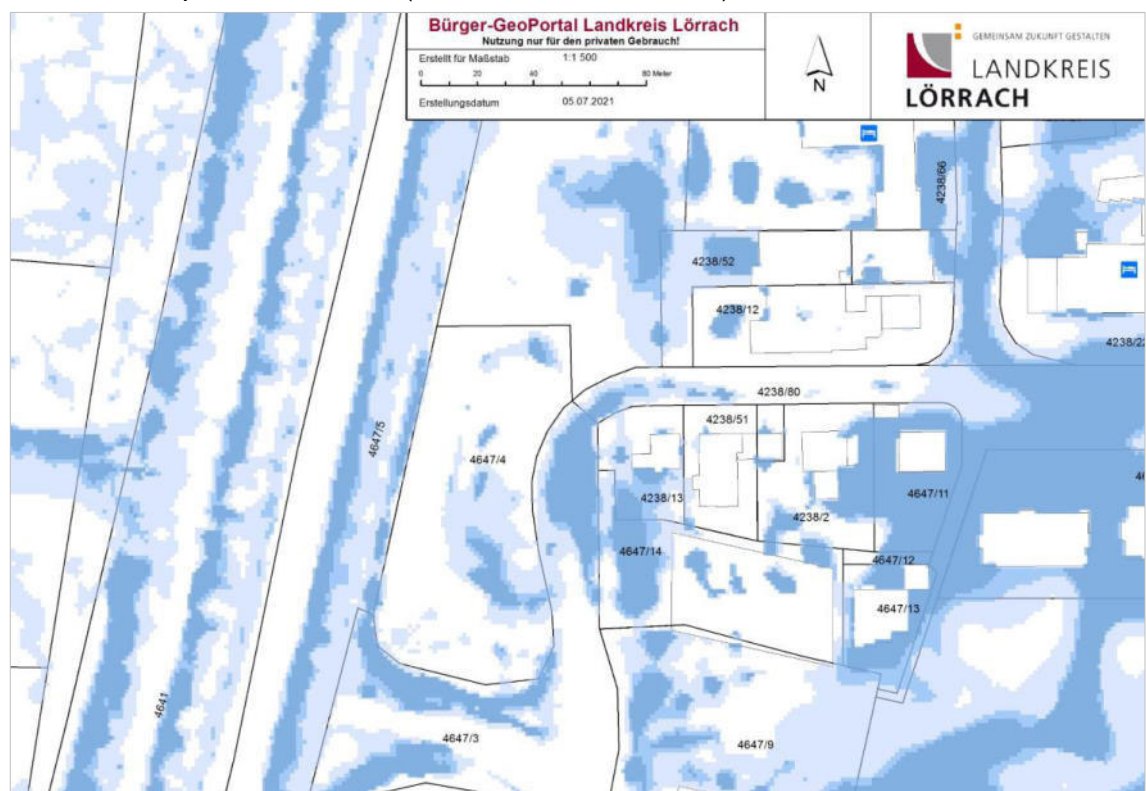 Bürger-GeoPortal Landkreis Lörrach
Nutzung nur für den privaten Gebrauch!
Erstellt für Maßstab 1:1 500
0 20 40 80 Meter
Erstellungsdatum 05.07.2021
N
GEMEINSAM ZUKUNFT GESTALTEN
LANDKREIS
LÖRRACH
4238/66
4238/52
4238/12
4238/80
4238/51
4647/5
4647/4
4238/13
4647/11
4238/2
4647/14
4647/12
4647/13
4641
4647/3
4647/9